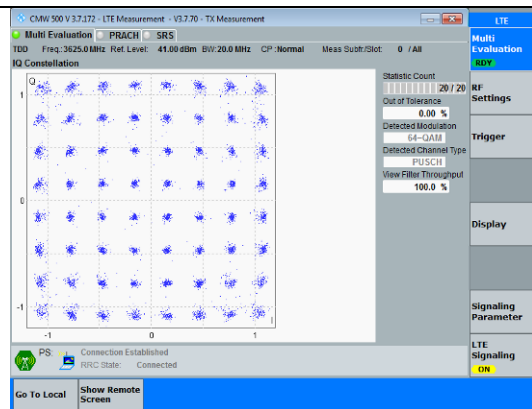 CMW 500 V 3.7.172 - LTE Measurement - V3.7.70 - TX Measurement
Multi Evaluation PRACH SRS
TDD Freq.:3625.0 MHz Ref. Level: 41.00 dBm BW:20.0 MHz CP :Normal Meas Subfr/Slot: 0 / All
IQ Constellation
Q
1
0
-1
-1 0 1
I
Statistic Count
20 / 20
Out of Tolerance
0.00 %
Detected Modulation
64-QAM
Detected Channel Type
PUSCH
View Filter Throughput
100.0 %
PS: Connection Established
RRC State: Connected
LTE
Multi
Evaluation
RDY
RF
Settings
Trigger
Display
Signaling
Parameter
LTE
Signaling
ON
Go To Local
Show Remote
Screen